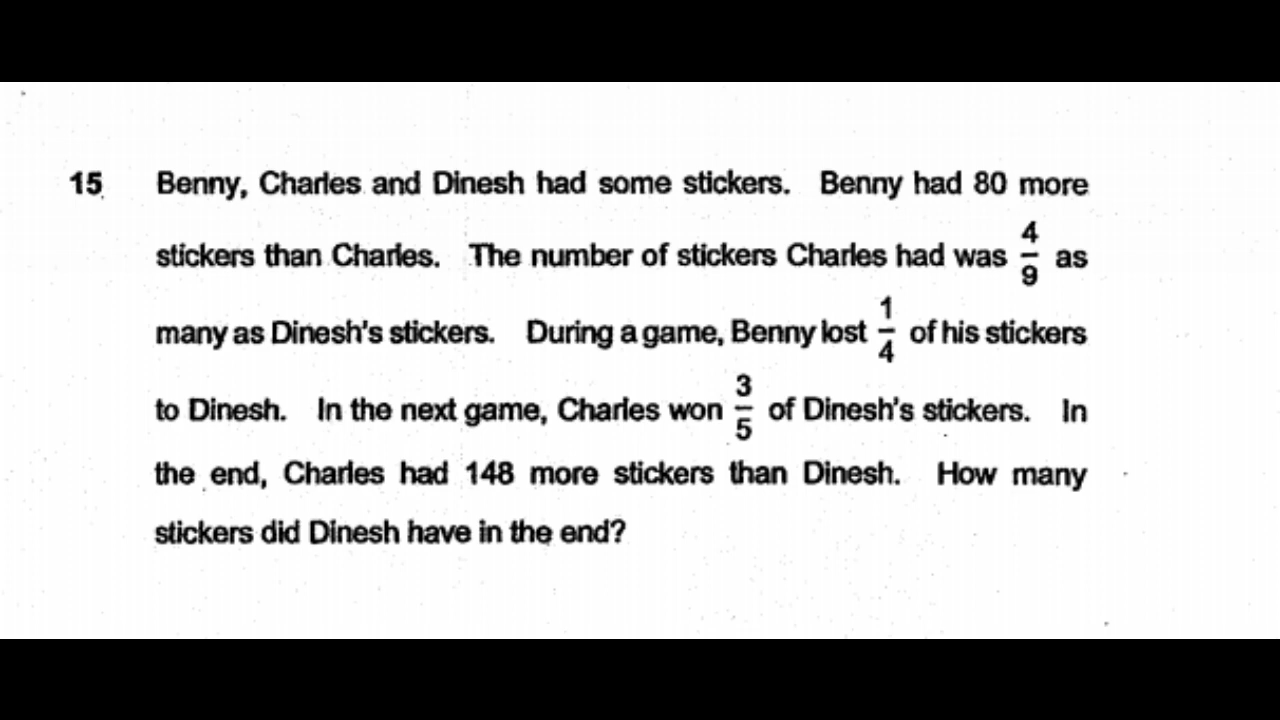 15 Benny, Charles and Dinesh had some stickers. Benny had 80 more
stickers than Charles. The number of stickers Charles had was 4/9 as
many as Dinesh's stickers. During a game, Benny lost 1/4 of his stickers
to Dinesh. In the next game, Charles won 3/5 of Dinesh's stickers. In
the end, Charles had 148 more stickers than Dinesh. How many
stickers did Dinesh have in the end?